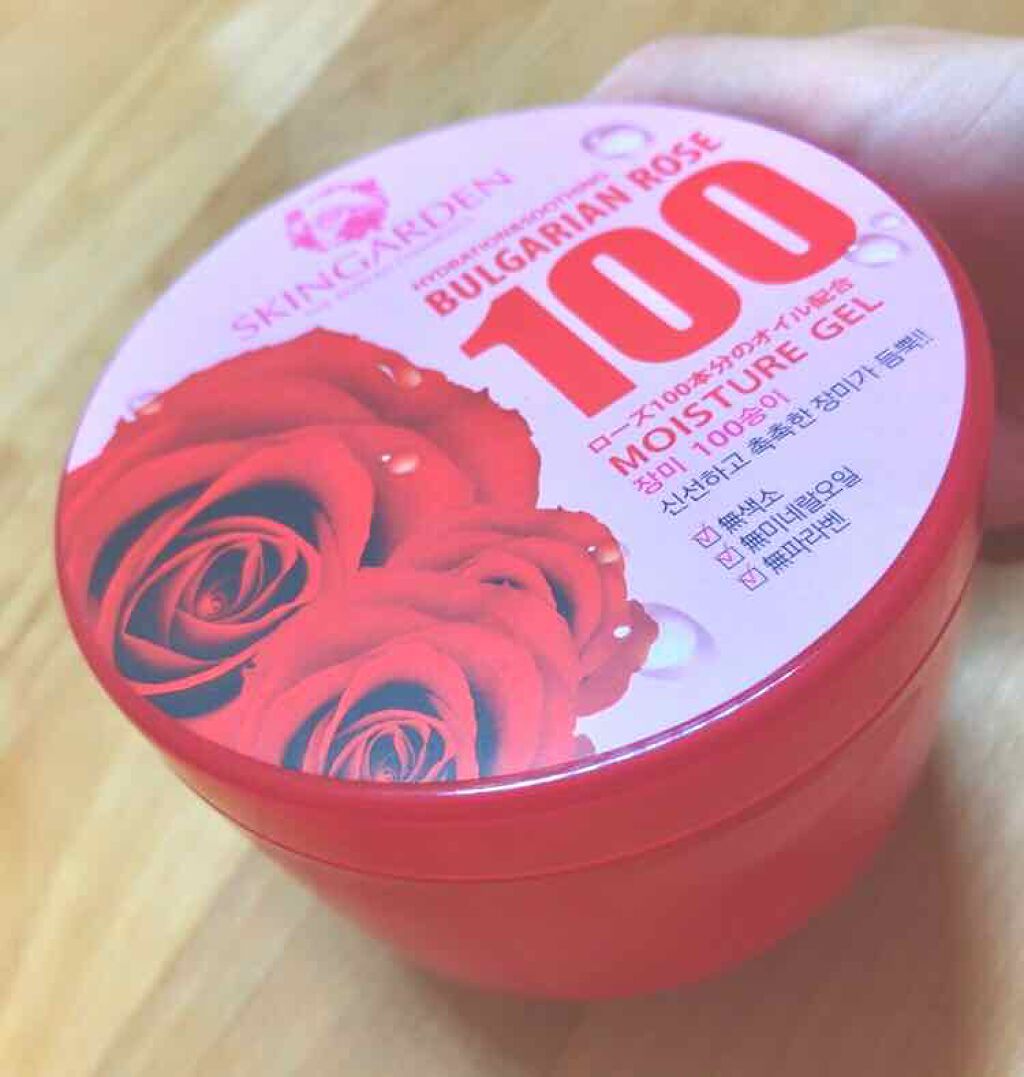 SKINGARDEN
HYDRATION&SOOTHING
BULGARIAN ROSE
100
ローズ100本分のオイル配合
MOISTURE GEL
장미 100송이
신선하고 촉촉한 장미가 듬뿍!!
無색소
無미네랄오일
無파라벤